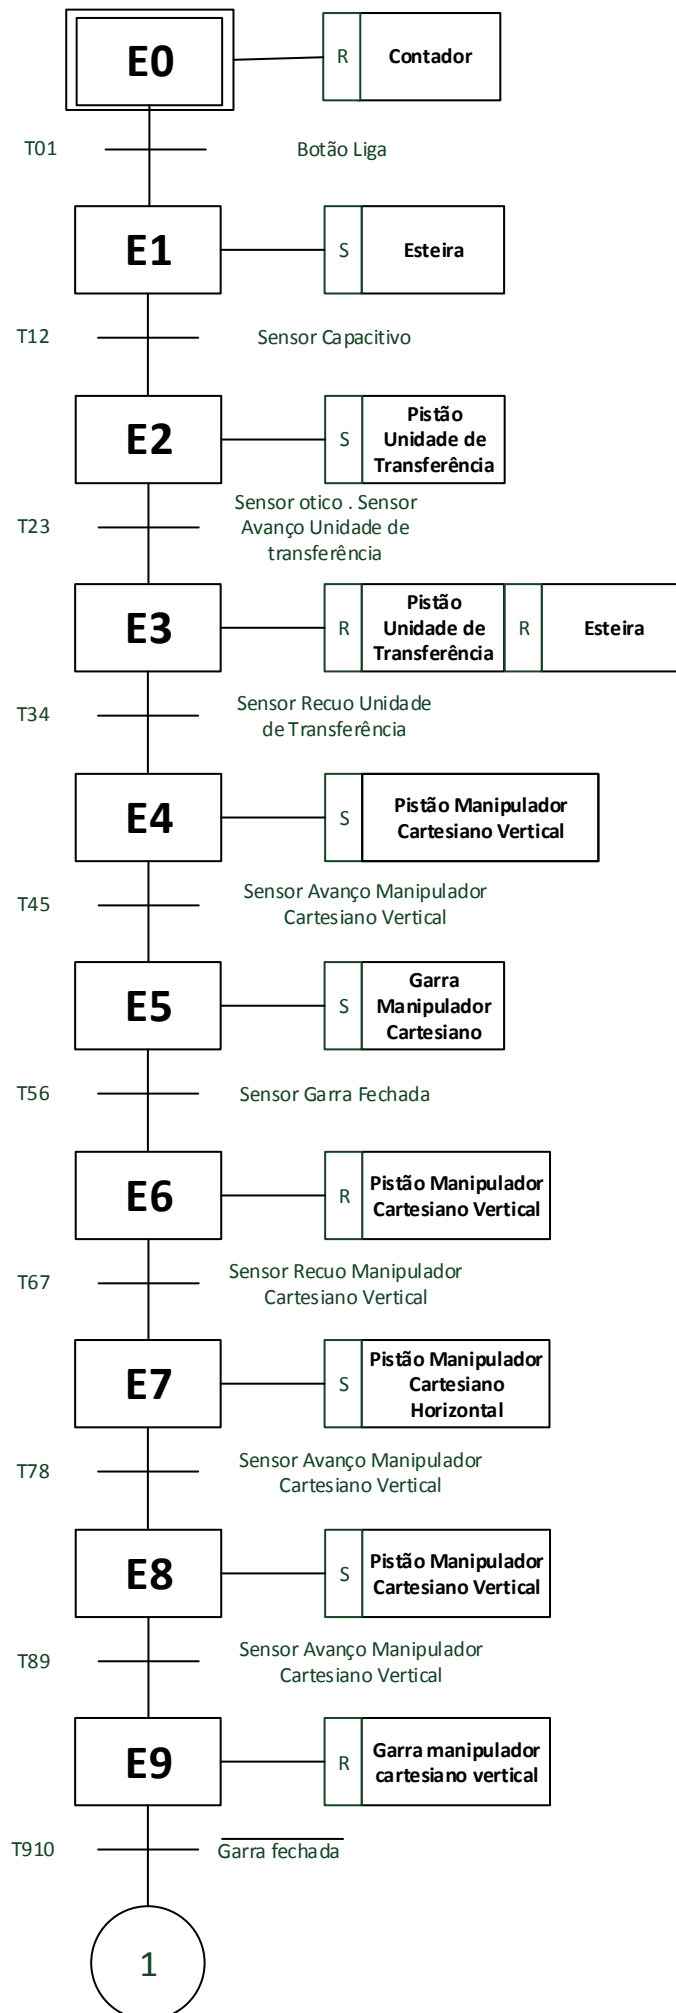 E0
R
Contador
T01
Botão Liga
E1
S
Esteira
T12
Sensor Capacitivo
E2
S
Pistão
Unidade de
Transferência
T23
Sensor otico . Sensor
Avanço Unidade de
transferência
E3
R
Pistão
Unidade de
Transferência
R
Esteira
T34
Sensor Recuo Unidade
de Transferência
E4
S
Pistão Manipulador
Cartesiano Vertical
T45
Sensor Avanço Manipulador
Cartesiano Vertical
E5
S
Garra
Manipulador
Cartesiano
T56
Sensor Garra Fechada
E6
R
Pistão Manipulador
Cartesiano Vertical
T67
Sensor Recuo Manipulador
Cartesiano Vertical
E7
S
Pistão Manipulador
Cartesiano
Horizontal
T78
Sensor Avanço Manipulador
Cartesiano Vertical
E8
S
Pistão Manipulador
Cartesiano Vertical
T89
Sensor Avanço Manipulador
Cartesiano Vertical
E9
R
Garra manipulador
cartesiano vertical
T910
Garra fechada
1